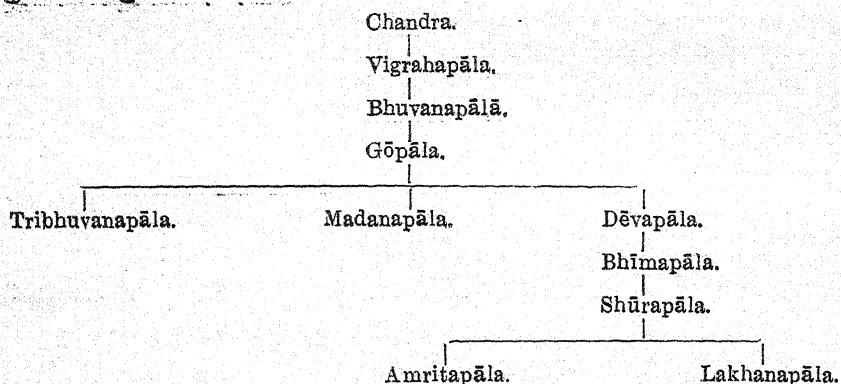 Chandra.
Vigrahapāla.
Bhuvanapālā.
Gōpāla.
Tribhuvanapāla. Madanapāla. Dēvapāla.
Bhīmapāla.
Shūrapāla.
Amritapāla. Lakhanapāla.